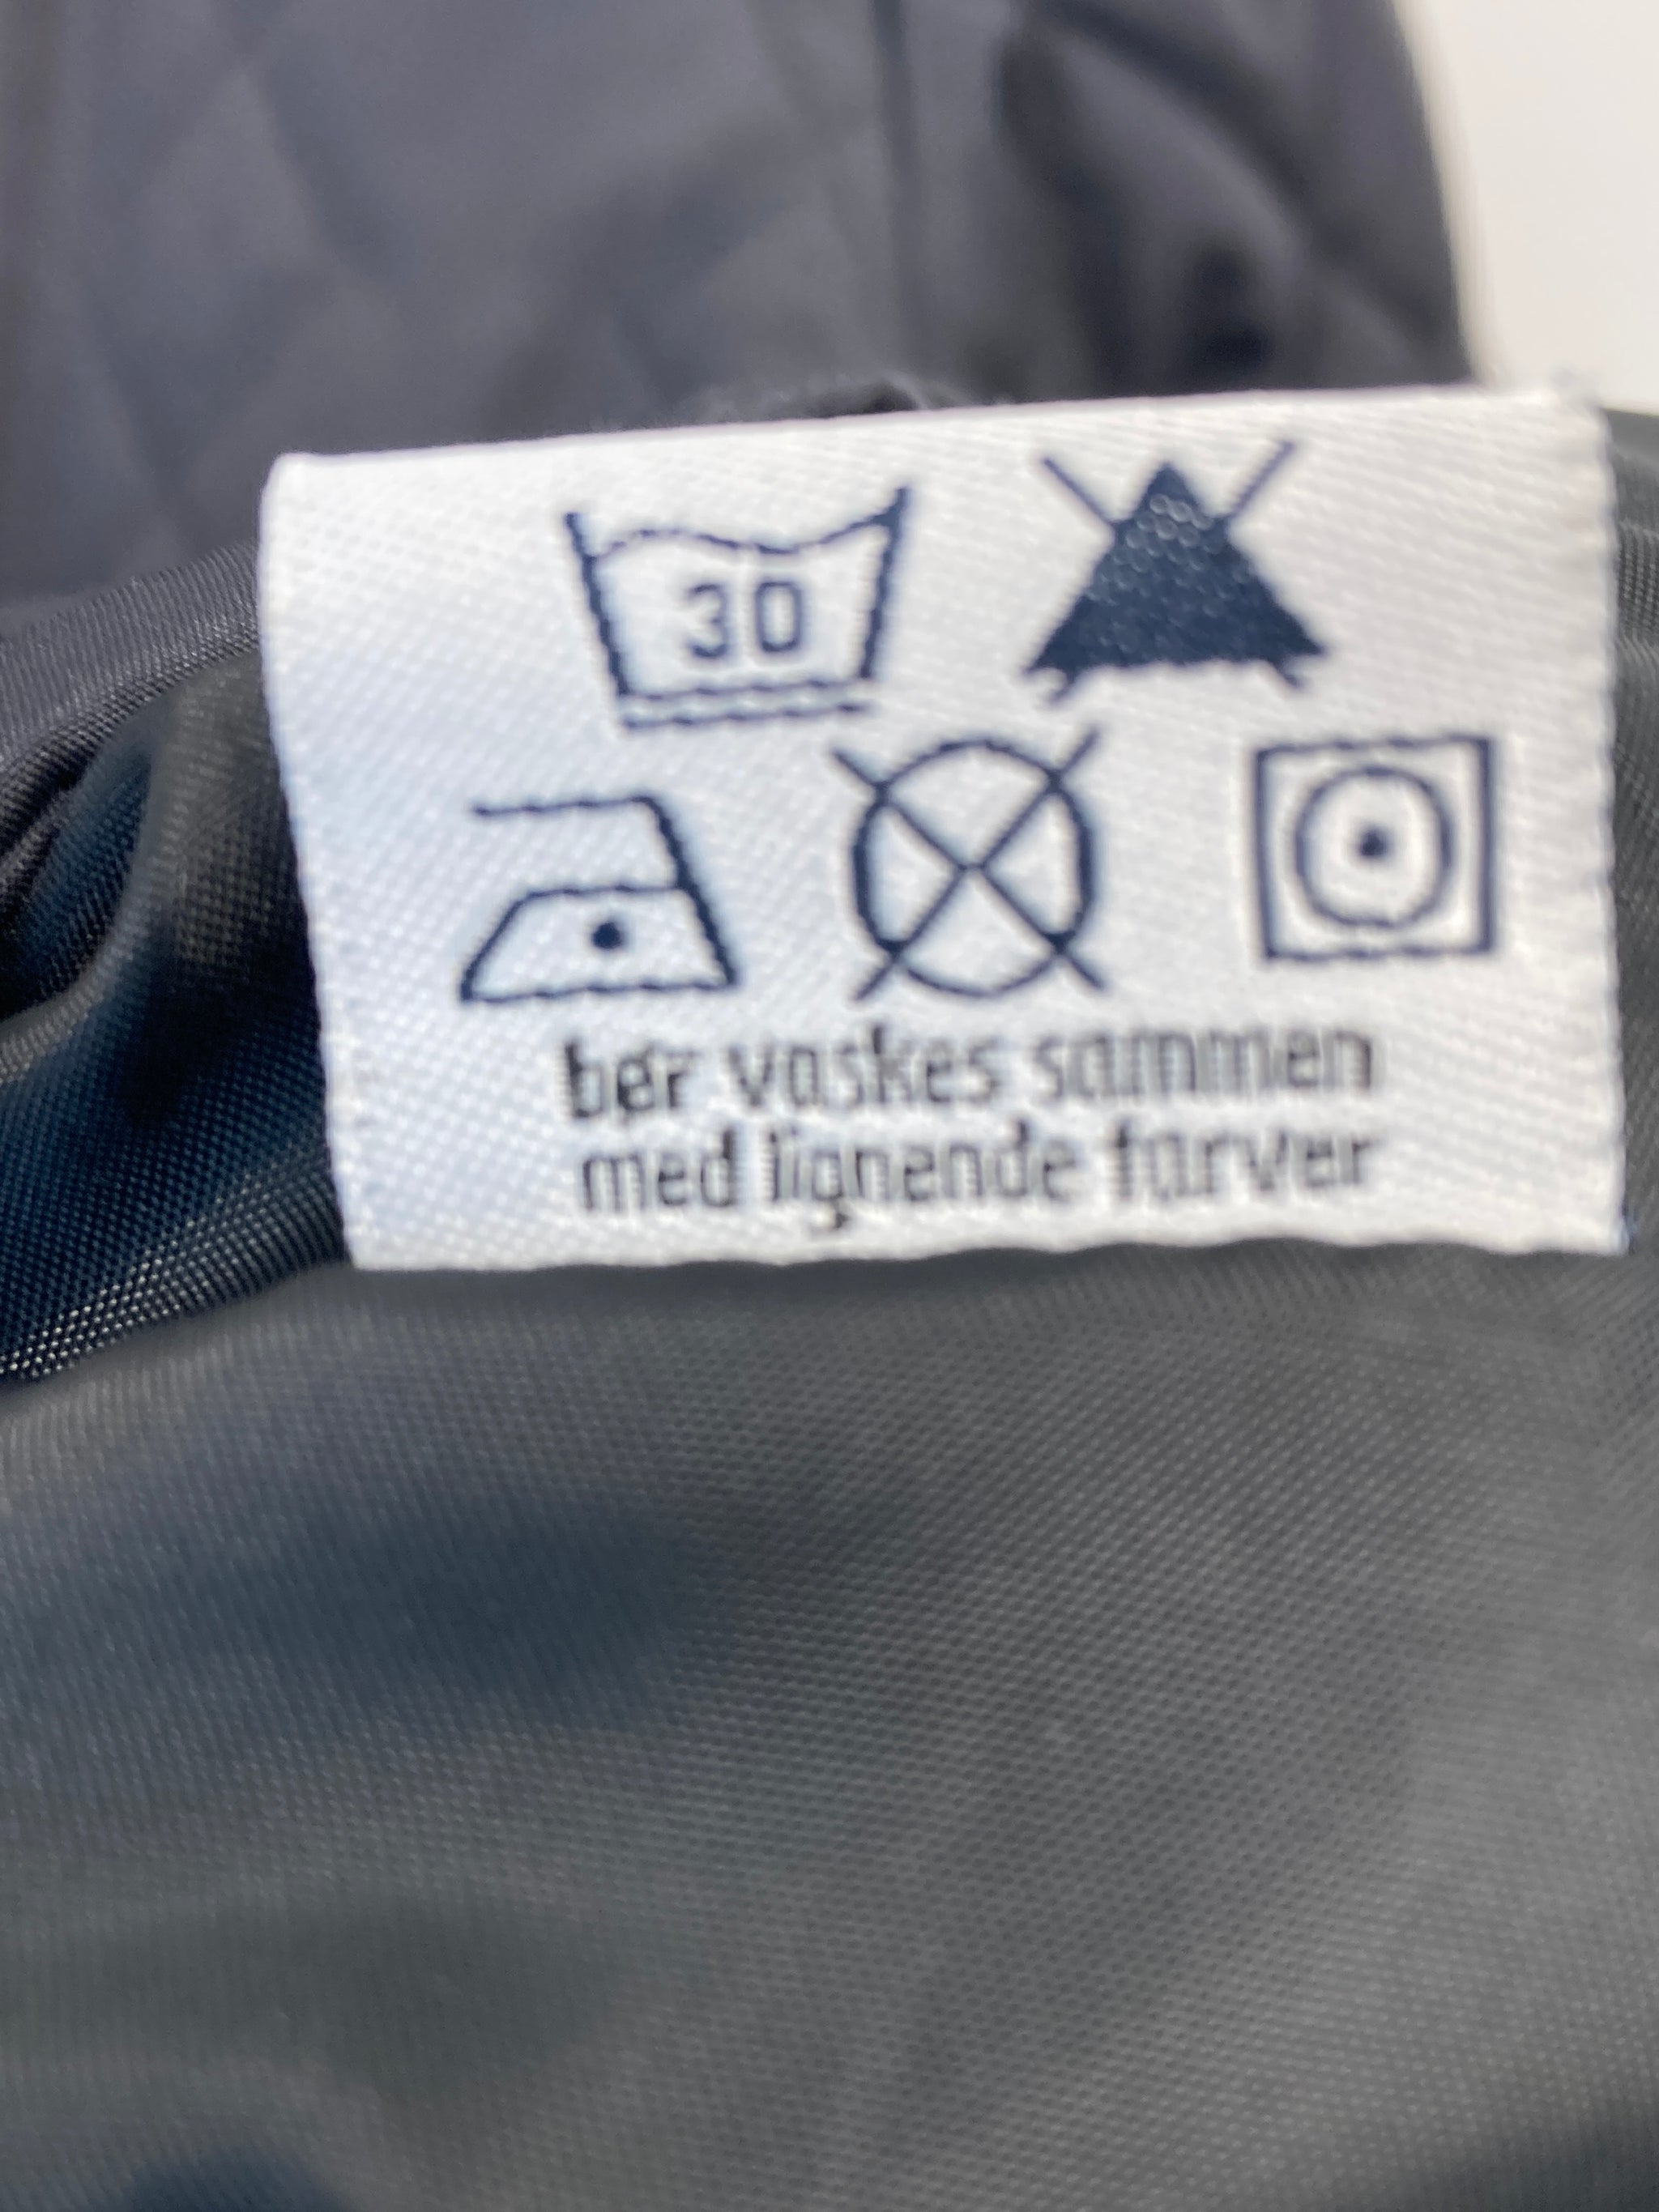 30
bør vaskes sammen
med lignende farver